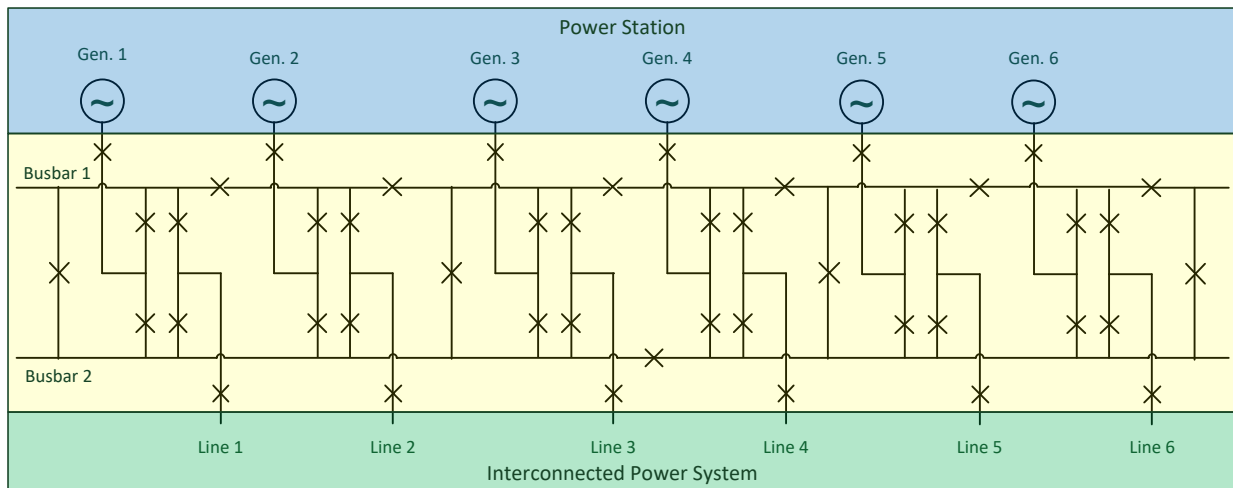 Power Station
Gen. 1
Gen. 2
Gen. 3
Gen. 4
Gen. 5
Gen. 6
~
~
~
~
~
~
Busbar 1
Busbar 2
Line 1
Line 2
Line 3
Line 4
Line 5
Line 6
Interconnected Power System